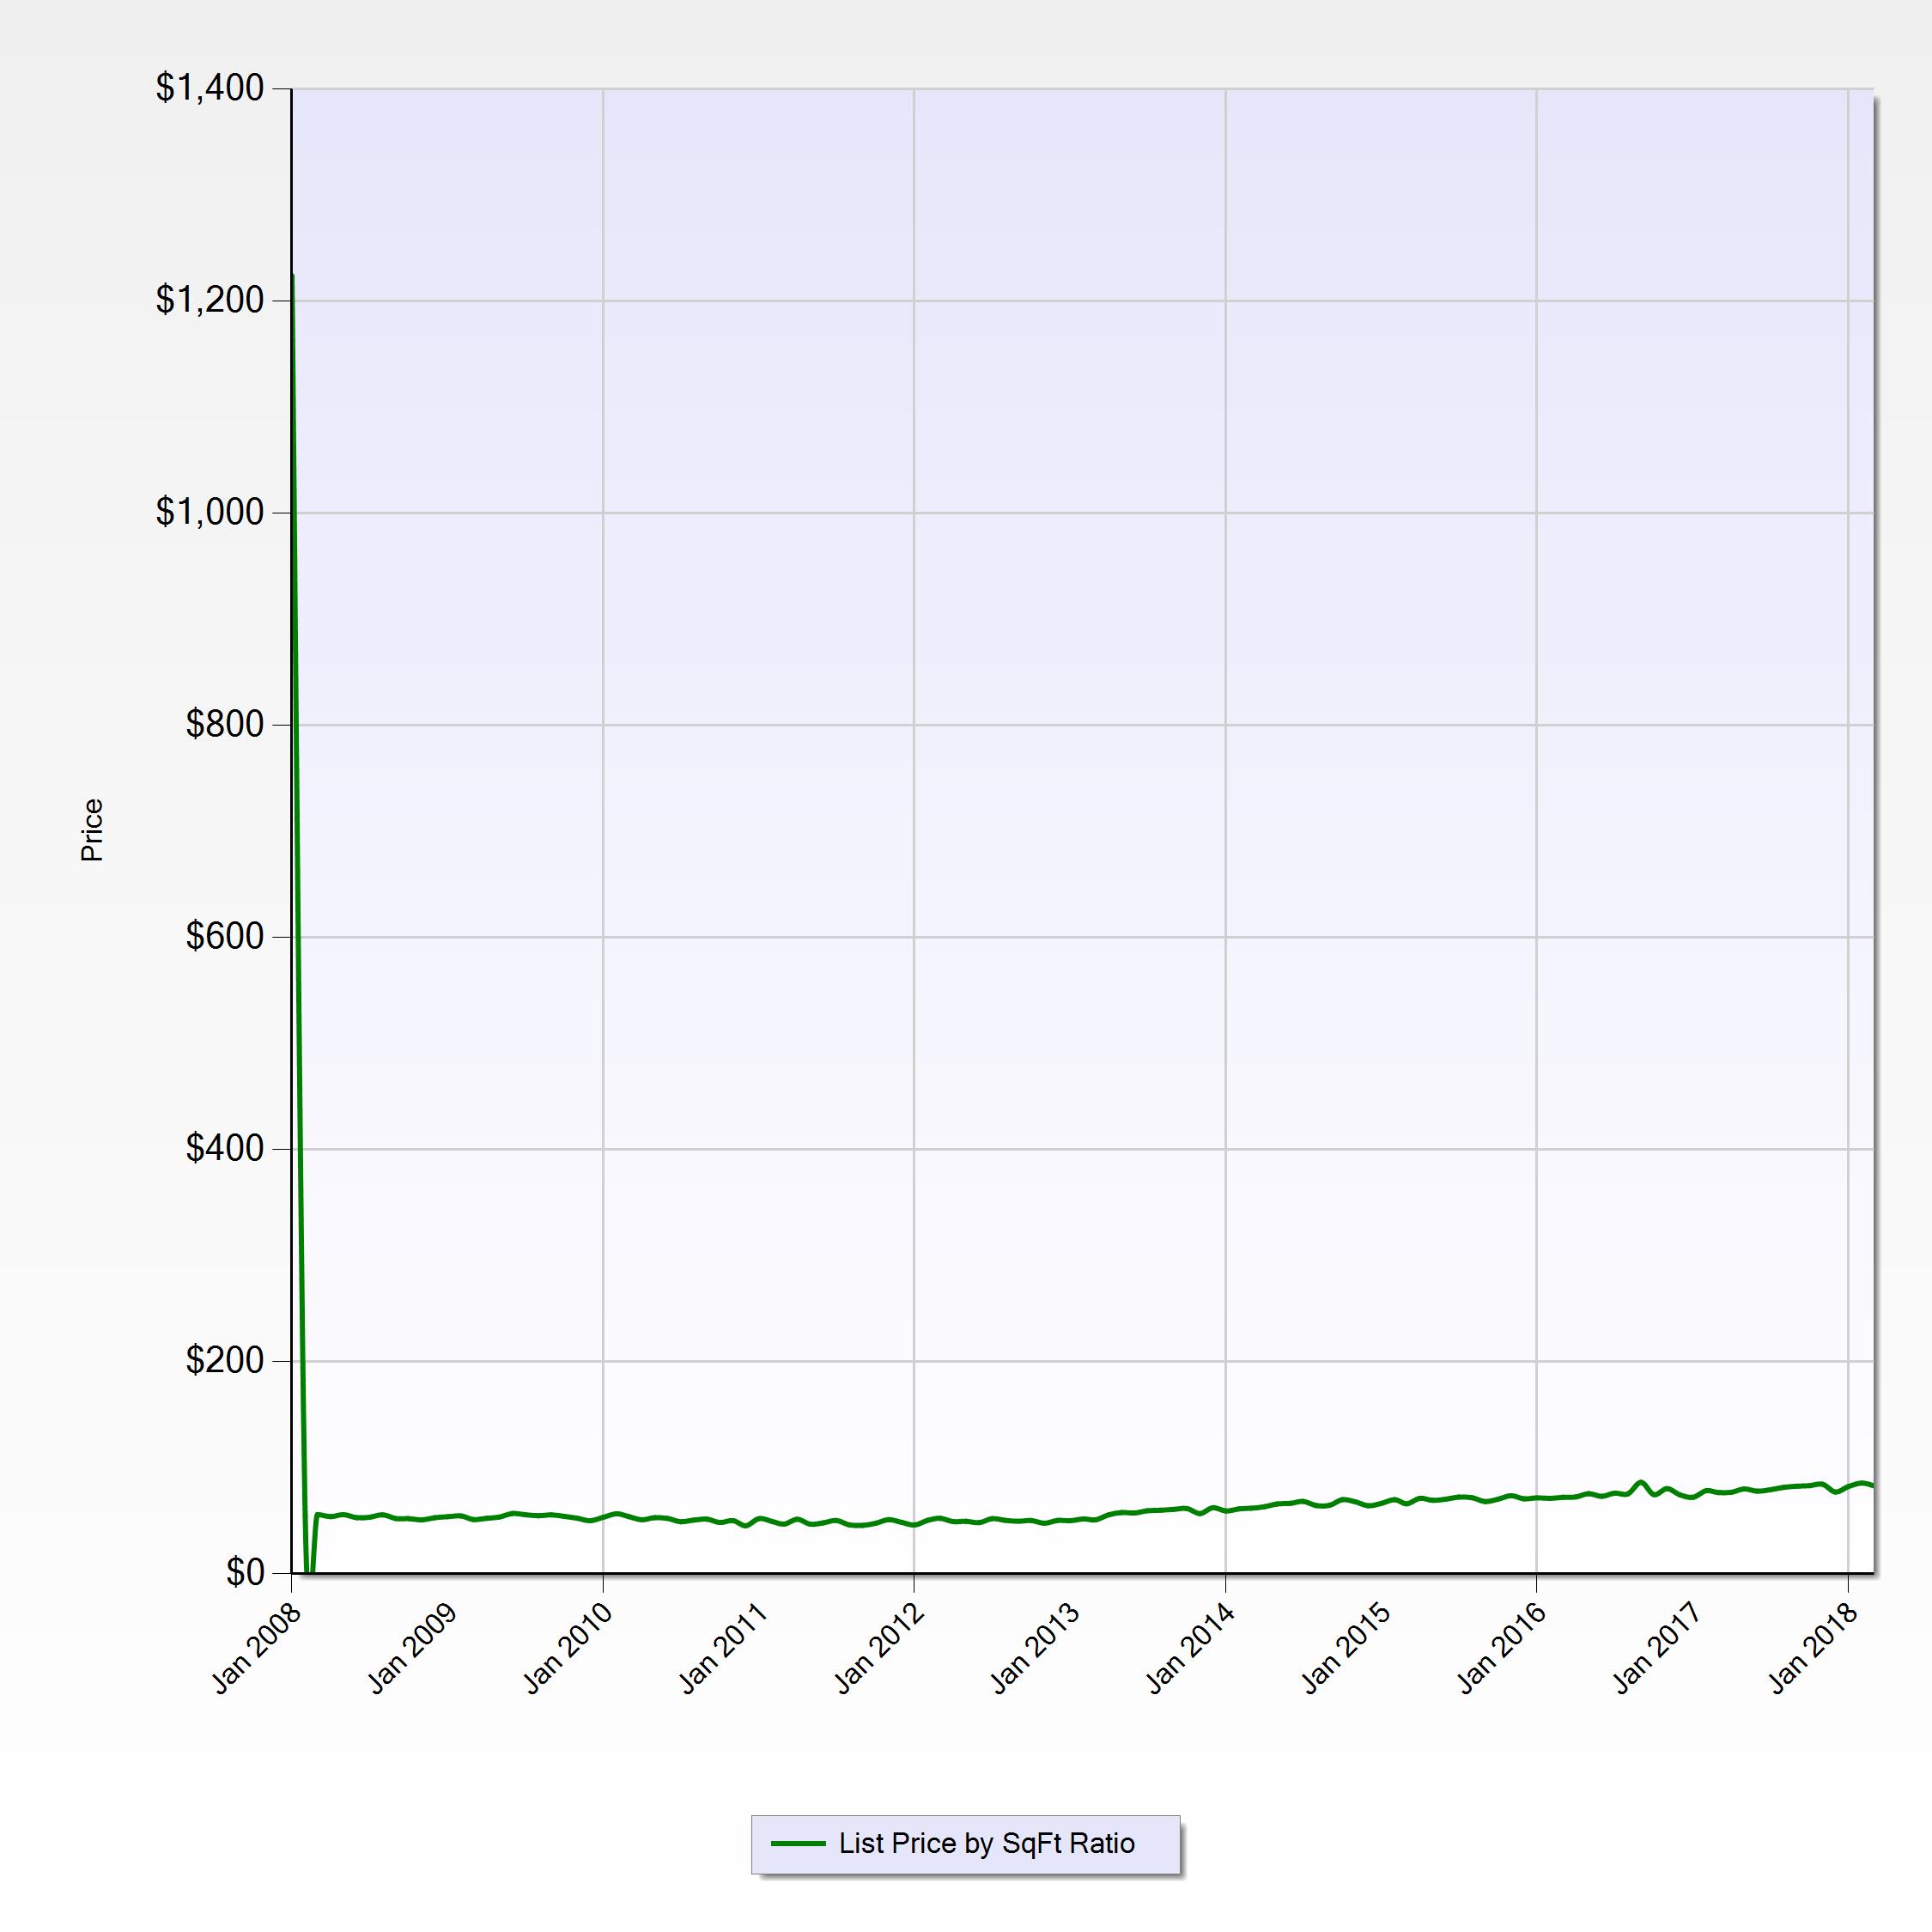 $1,400
$1,200
$1,000
$800
$600
$400
$200
$0
Price
Jan 2008
Jan 2009
Jan 2010
Jan 2011
Jan 2012
Jan 2013
Jan 2014
Jan 2015
Jan 2016
Jan 2017
Jan 2018
List Price by SqFt Ratio